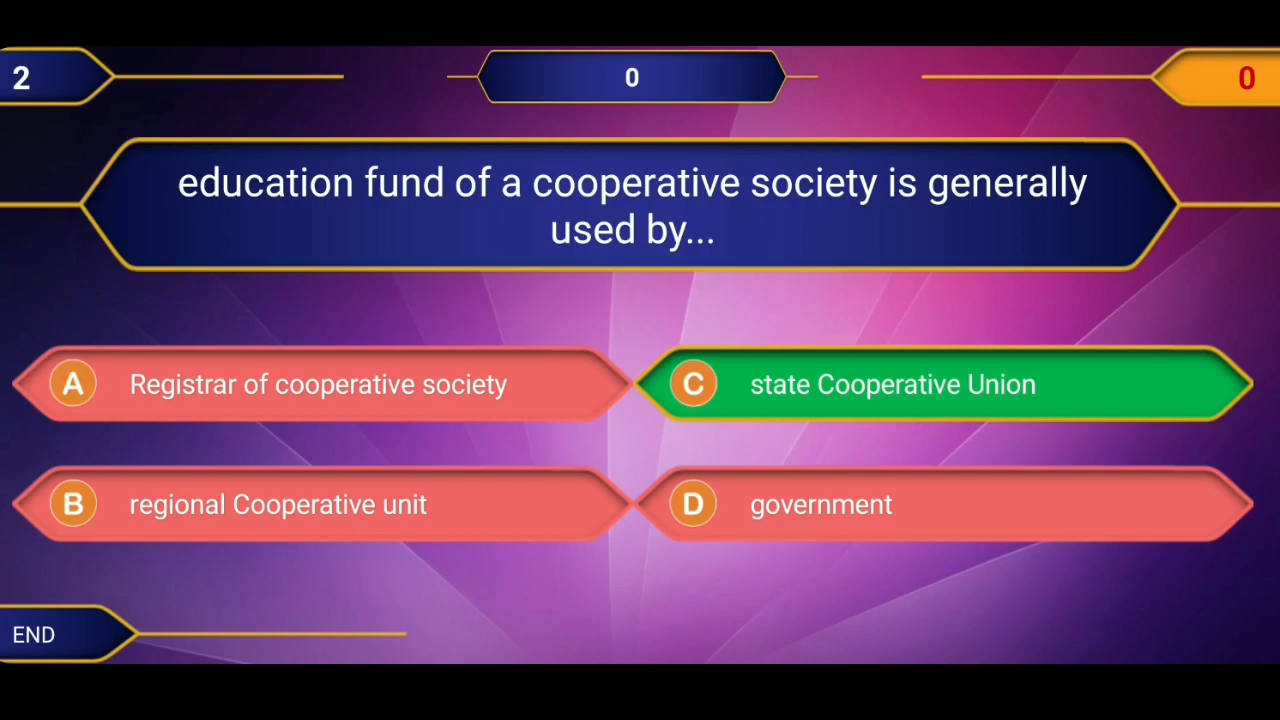 2
0
0
education fund of a cooperative society is generally
used by...
A Registrar of cooperative society
C state Cooperative Union
B regional Cooperative unit
D government
END